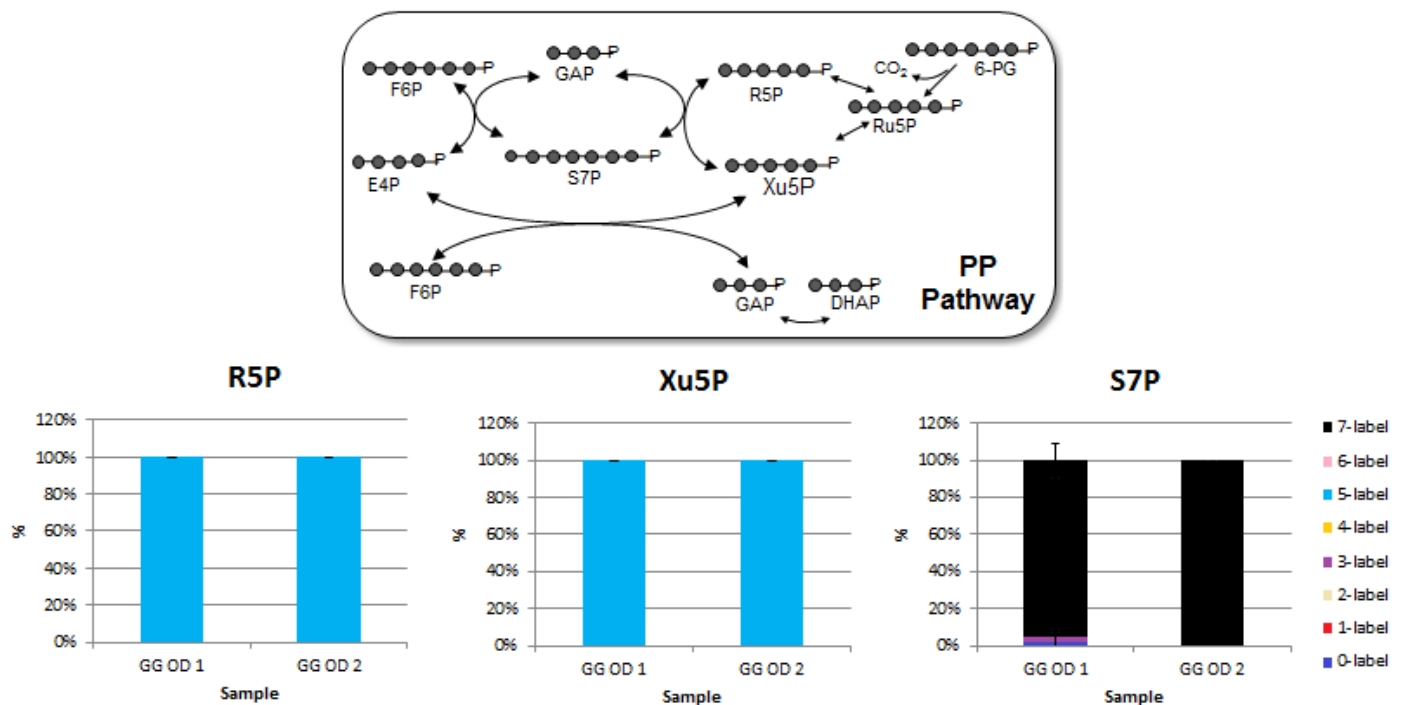 P
P
P
P
F6P
GAP
R5P
CO2
6-PG
P
Ru5P
P
P
P
E4P
S7P
Xu5P
P
F6P
P
P
GAP
DHAP
PP
Pathway
R5P
120%
100%
80%
60%
40%
20%
0%
%
GG OD 1
GG OD 2
Sample
Xu5P
120%
100%
80%
60%
40%
20%
0%
%
GG OD 1
GG OD 2
Sample
S7P
120%
100%
80%
60%
40%
20%
0%
%
GG OD 1
GG OD 2
Sample
7-label
6-label
5-label
4-label
3-label
2-label
1-label
0-label